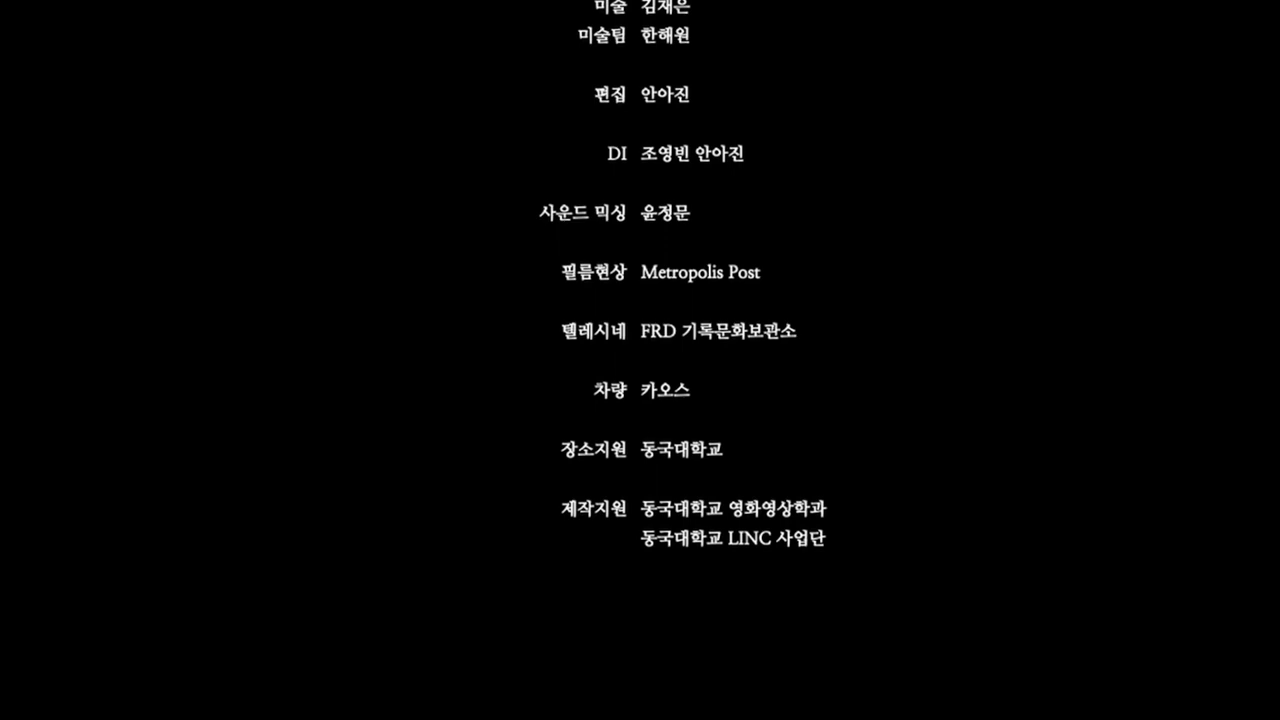 미술 김재은
미술팀 한해원
편집 안아진
DI 조영빈 안아진
사운드 믹싱 윤정문
필름현상 Metropolis Post
텔레시네 FRD 기록문화보관소
차량 카오스
장소지원 동국대학교
제작지원 동국대학교 영화영상학과
동국대학교 LINC 사업단